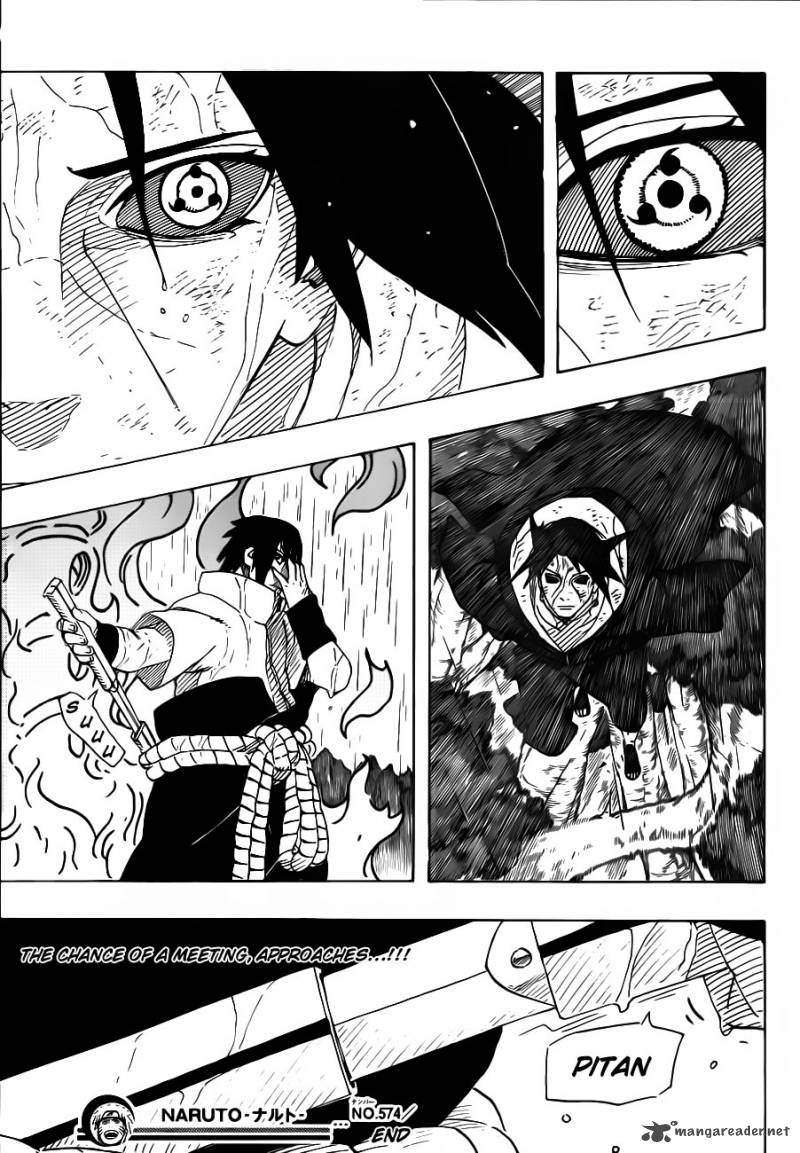 SUUU
THE CHANCE OF A MEETING, APPROACHES...!!!
PITAN
NARUTO -ナルト-
ナンバー
NO.574/
...
END
mangareader.net